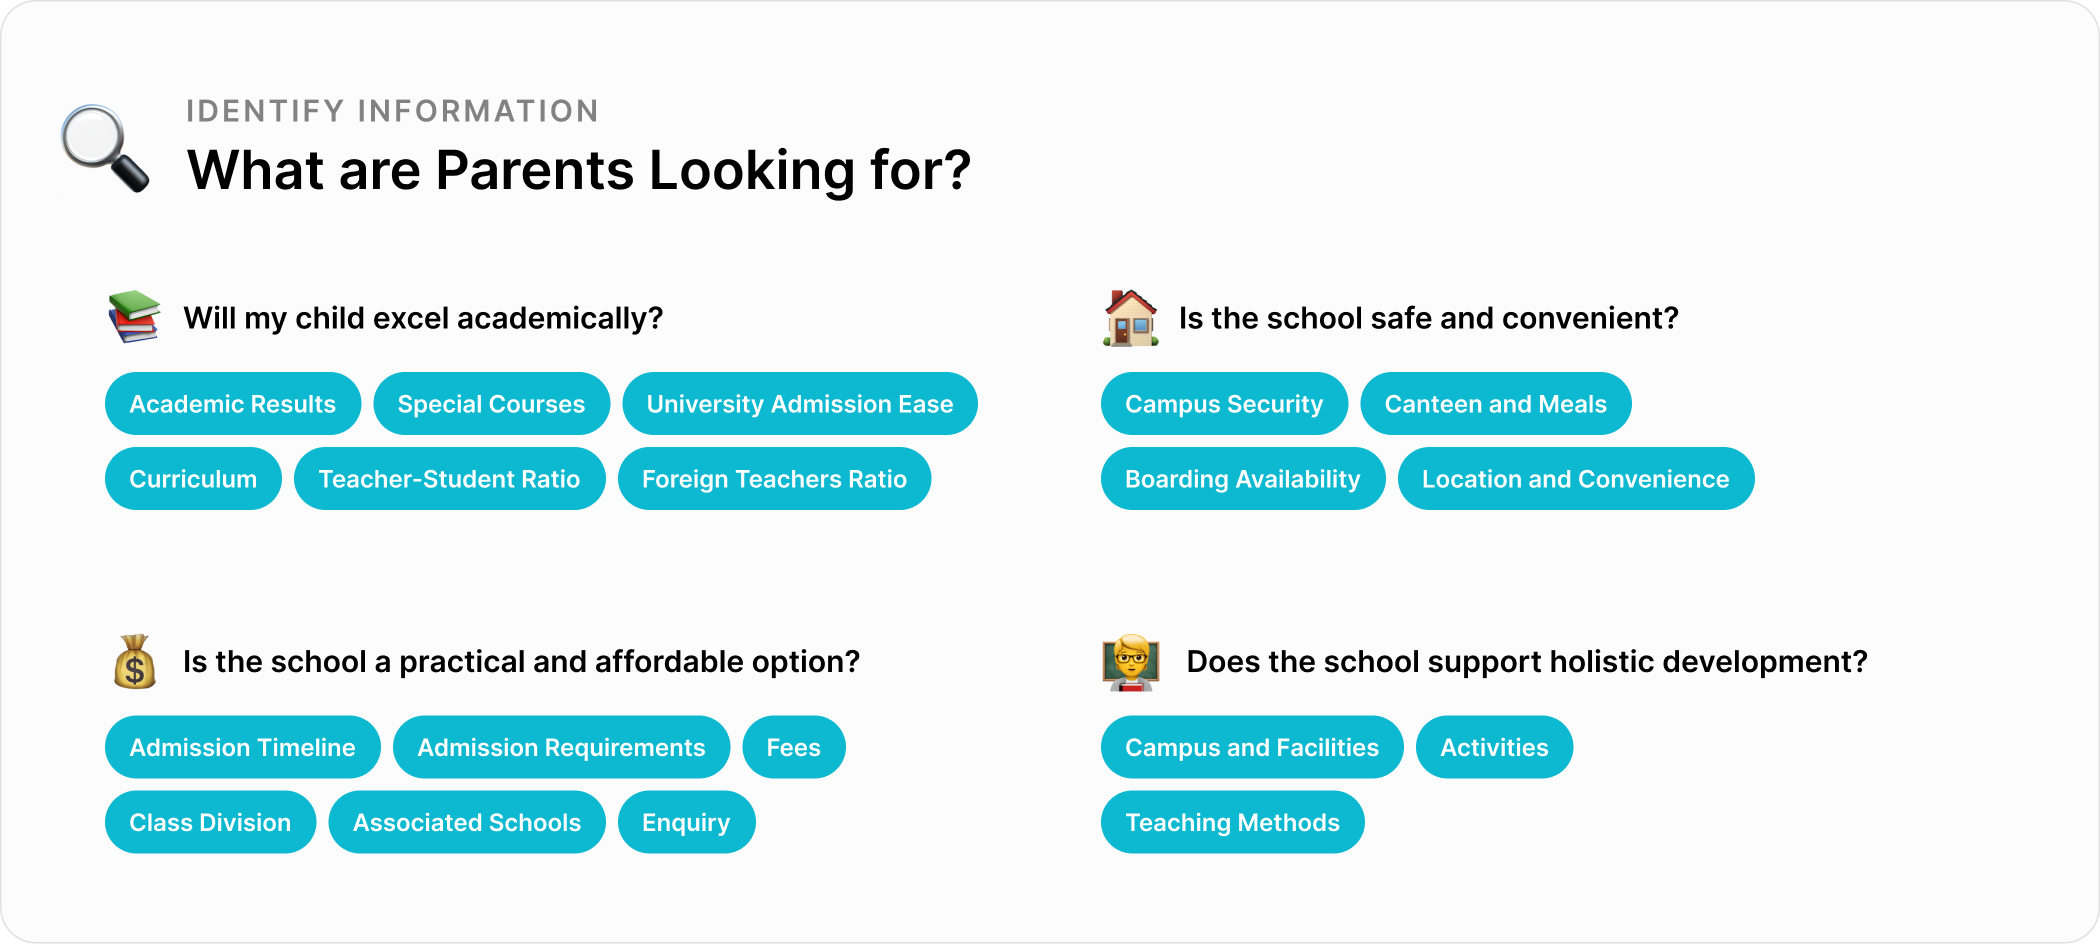 IDENTIFY INFORMATION
What are Parents Looking for?
Will my child excel academically?
Academic Results
Special Courses
University Admission Ease
Curriculum
Teacher-Student Ratio
Foreign Teachers Ratio
Is the school safe and convenient?
Campus Security
Canteen and Meals
Boarding Availability
Location and Convenience
$
Is the school a practical and affordable option?
Admission Timeline
Admission Requirements
Fees
Class Division
Associated Schools
Enquiry
Does the school support holistic development?
Campus and Facilities
Activities
Teaching Methods